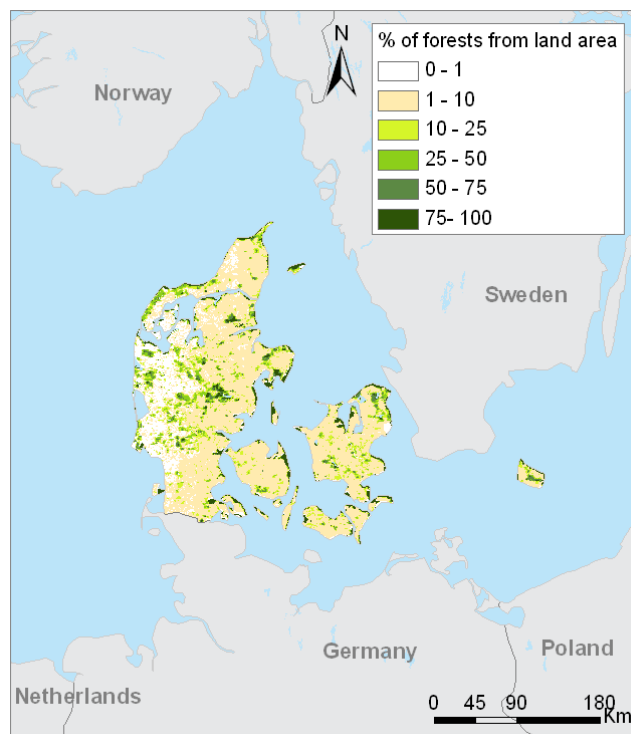 N
% of forests from land area
0 - 1
1 - 10
10 - 25
25 - 50
50 - 75
75- 100
Norway
Sweden
Germany
Poland
Netherlands
0 45 90 180
Km